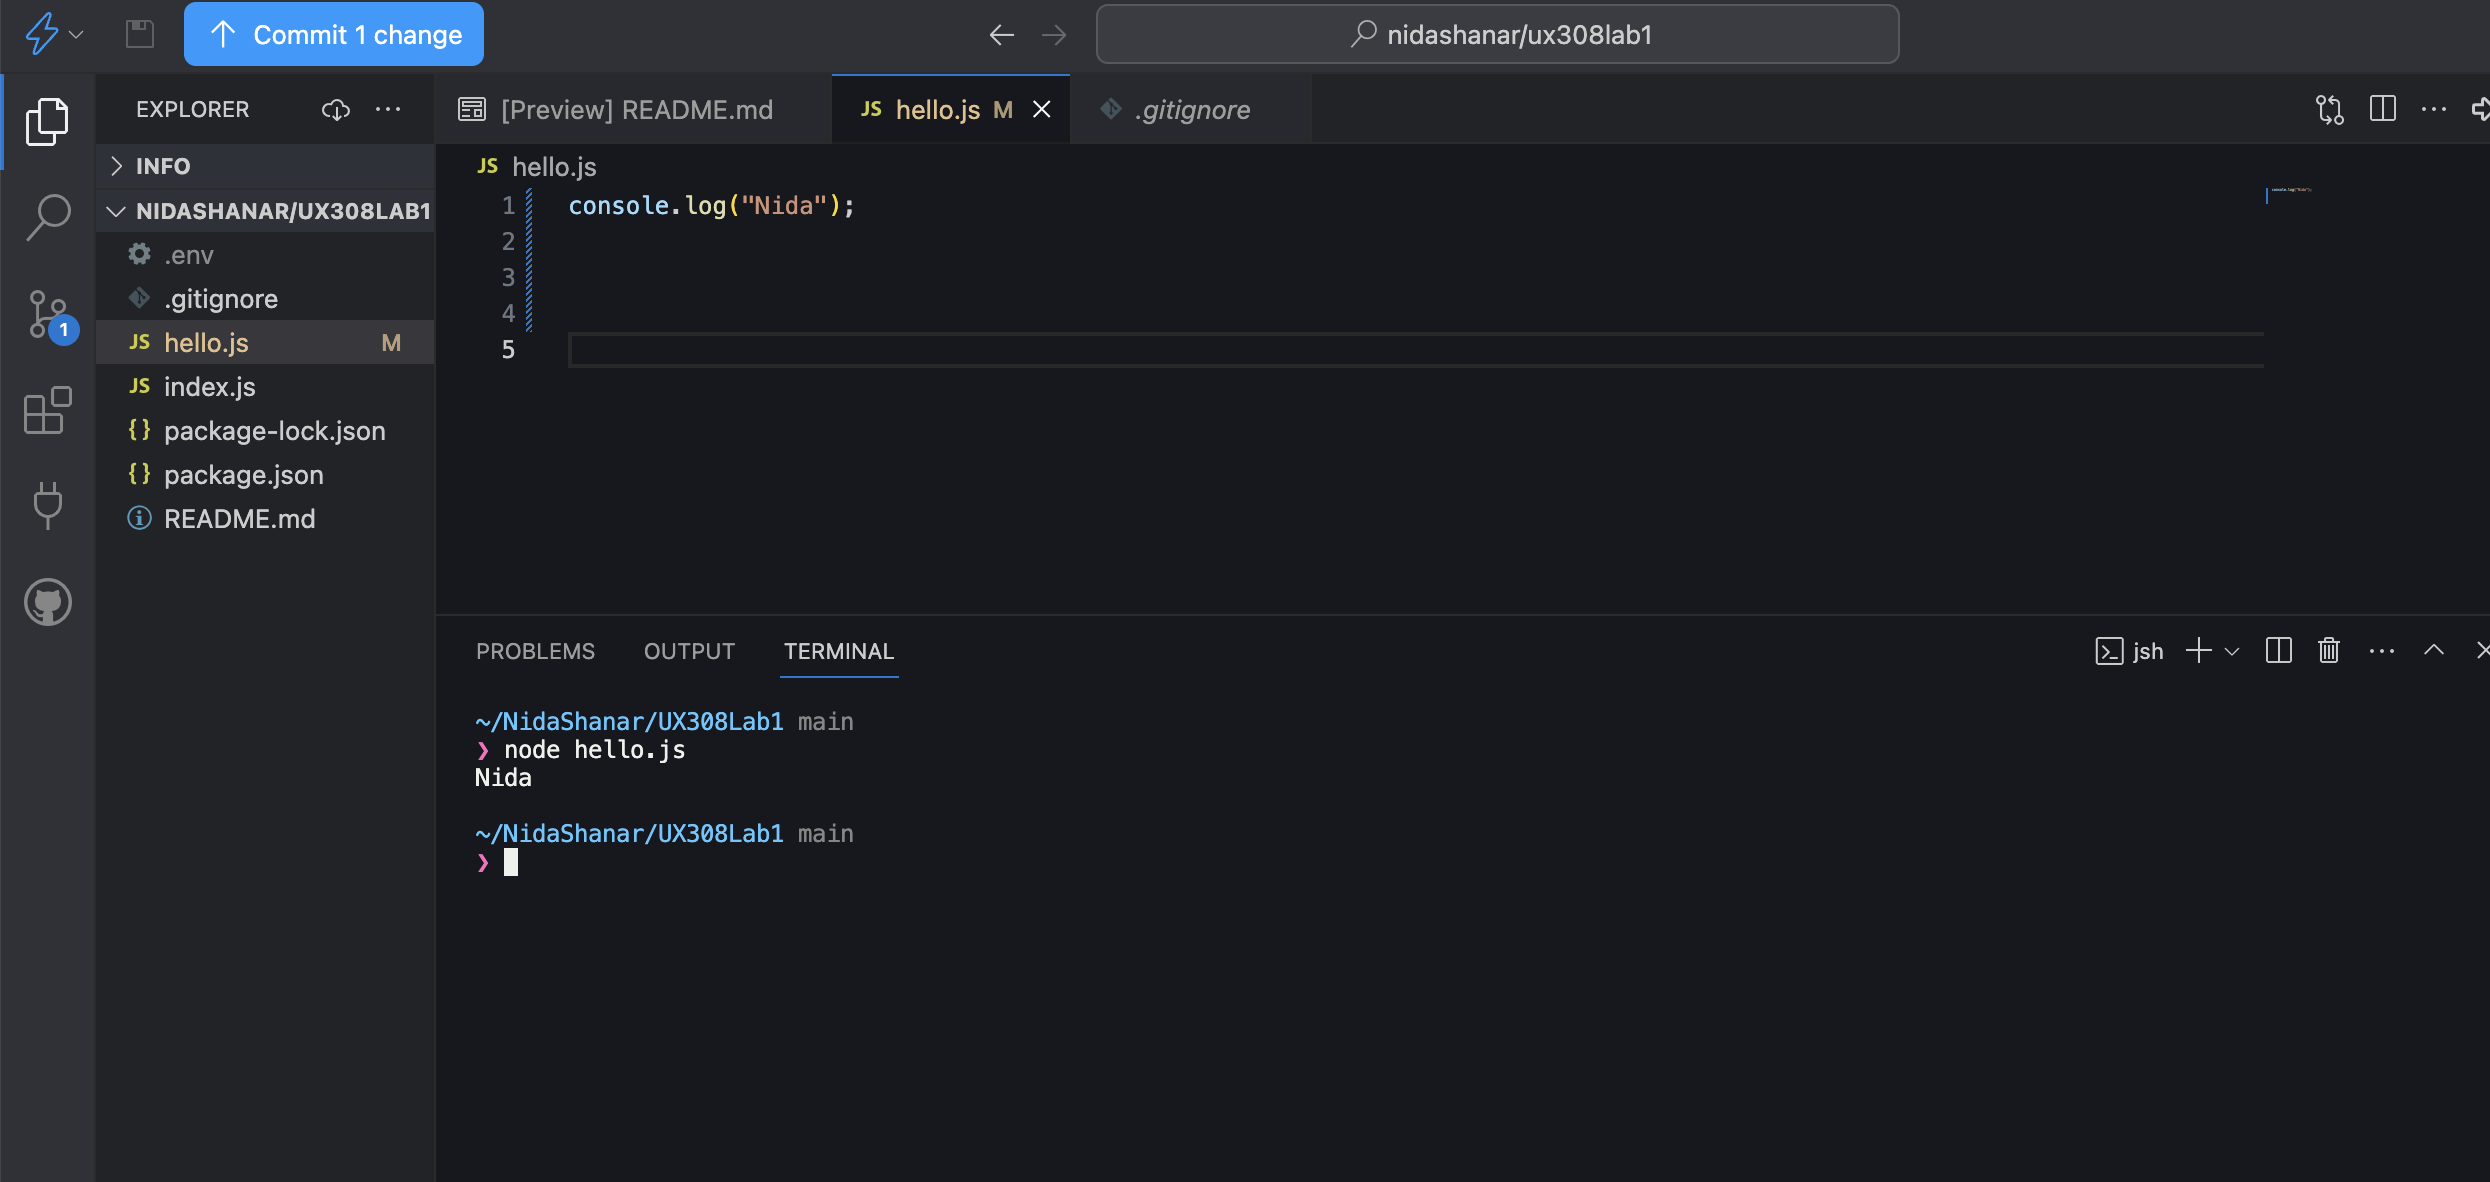 Commit 1 change
nidashanar/ux308lab1
EXPLORER
INFO
NIDASHANAR/UX308LAB1
.env
.gitignore
JS hello.js M
JS index.js
{} package-lock.json
{} package.json
README.md
1
[Preview] README.md
JS hello.js M
.gitignore
JS hello.js
1 console.log("Nida");
2
3
4
5
PROBLEMS OUTPUT TERMINAL
jsh
~/NidaShanar/UX308Lab1 main
❯ node hello.js
Nida
~/NidaShanar/UX308Lab1 main
❯